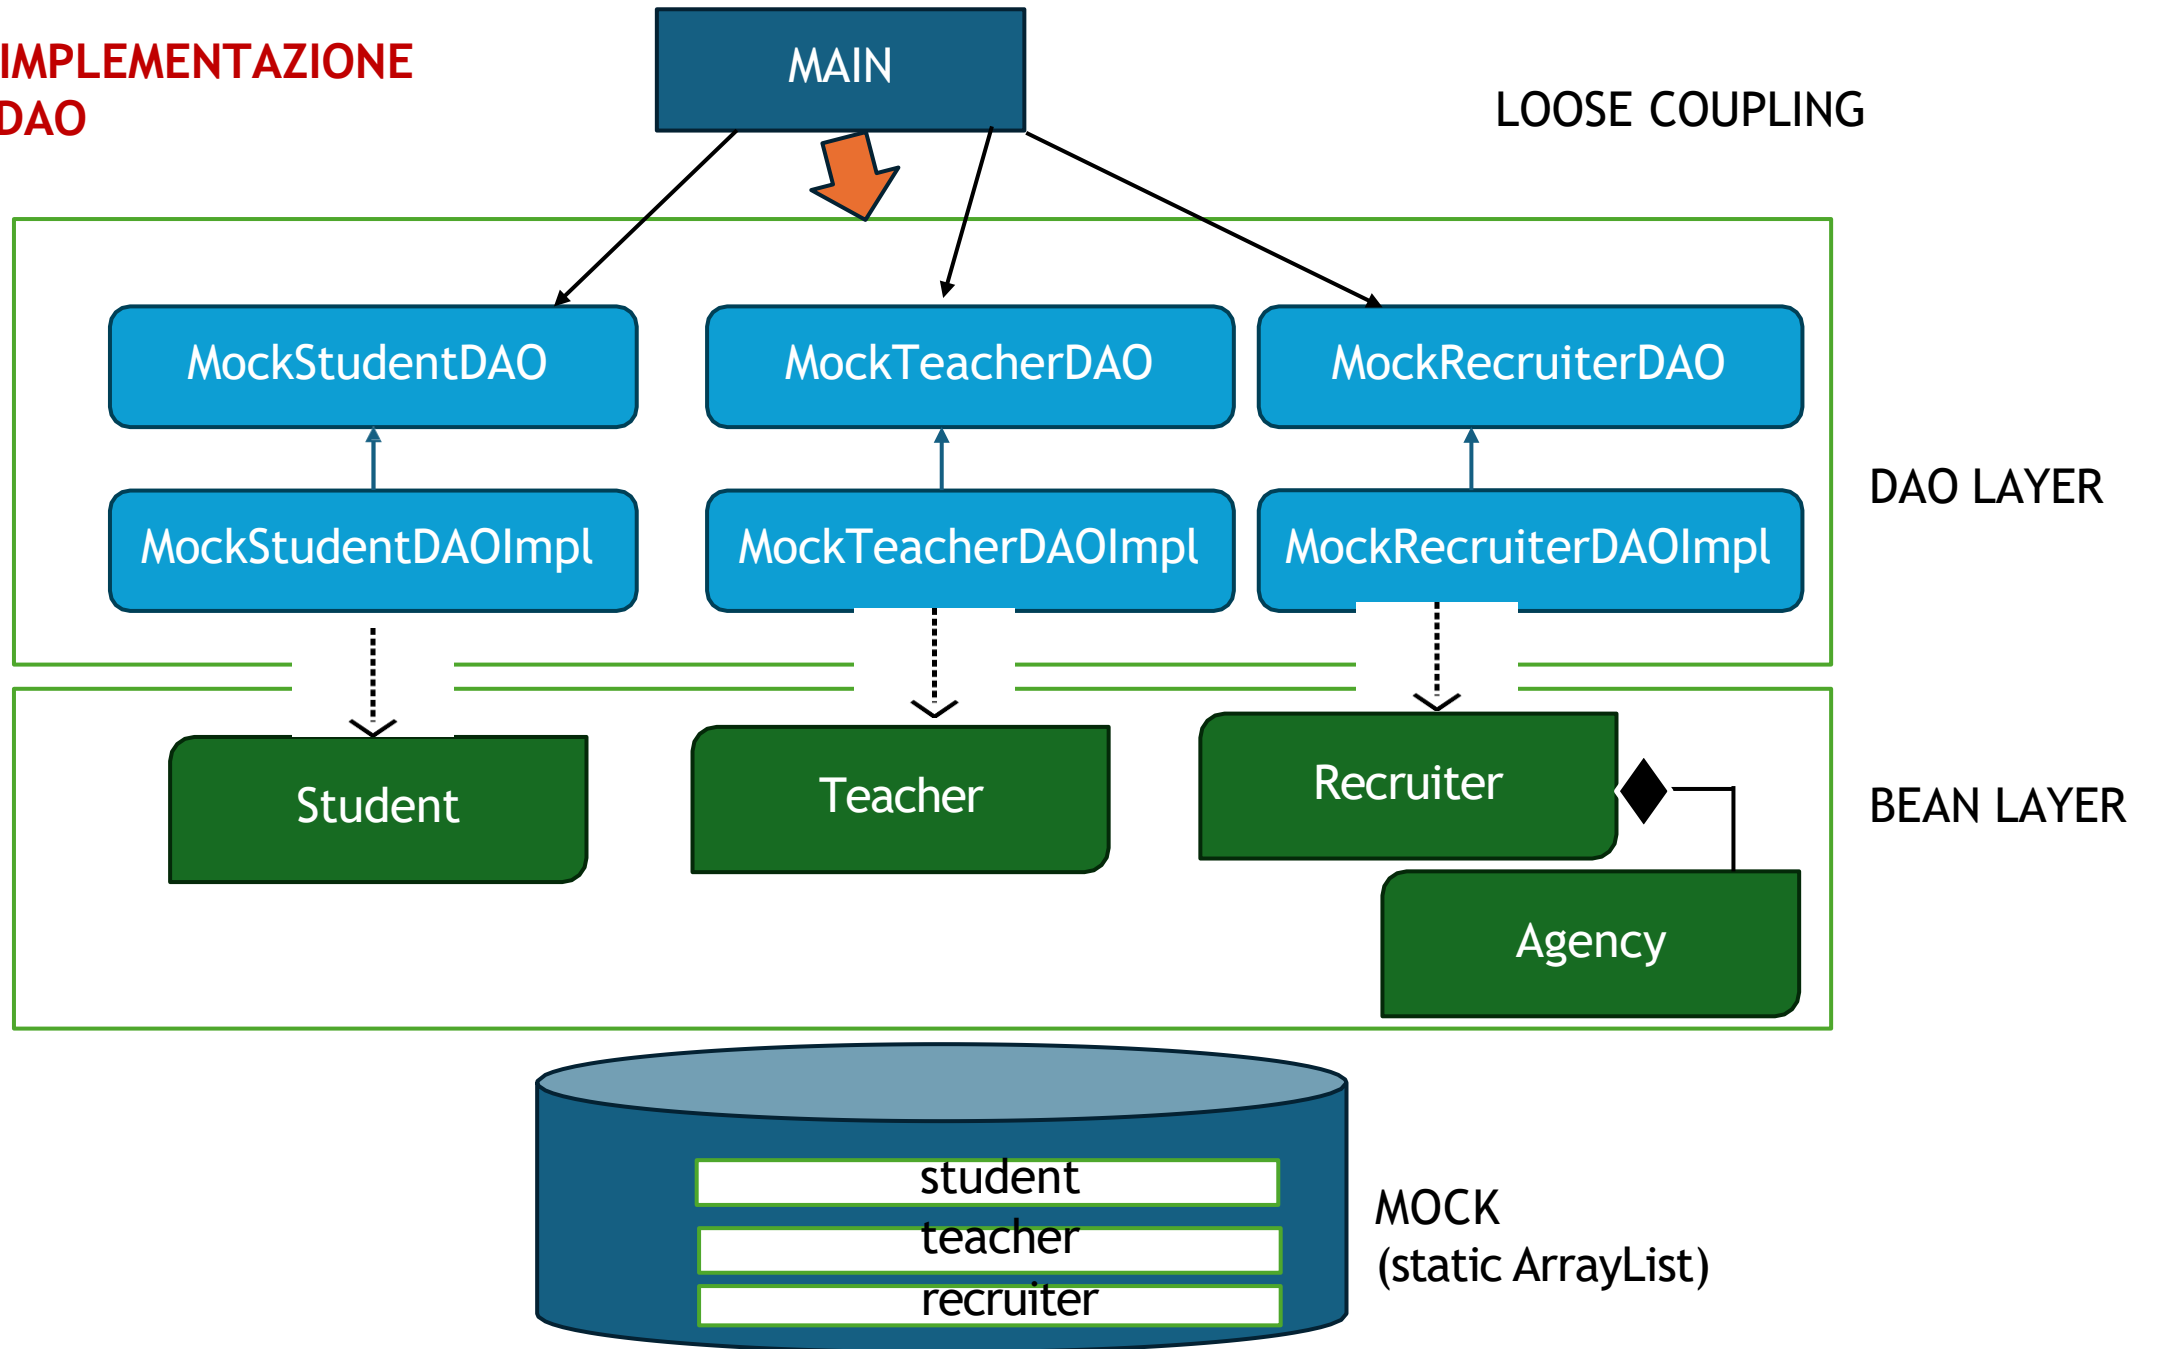 IMPLEMENTAZIONE
DAO
MAIN
LOOSE COUPLING
MockStudentDAO
MockTeacherDAO
MockRecruiterDAO
MockStudentDAOImpl
MockTeacherDAOImpl
MockRecruiterDAOImpl
DAO LAYER
Student
Teacher
Recruiter
Agency
BEAN LAYER
student
teacher
recruiter
MOCK
(static ArrayList)